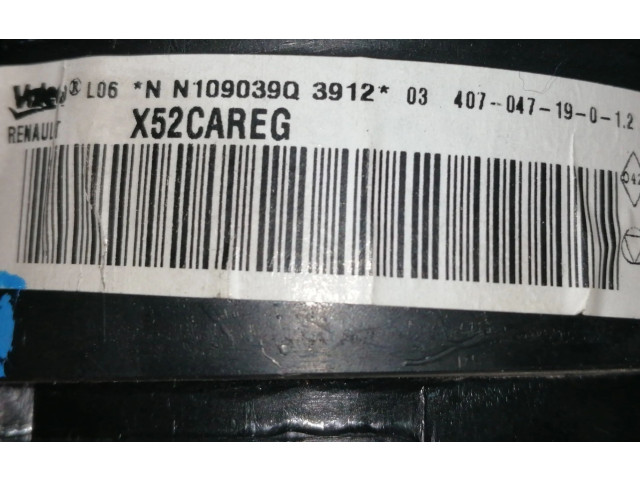 Valeo L06 *N N109039Q 3912* 03 407-047-19-0-1.2
RENAULT X52CAREG